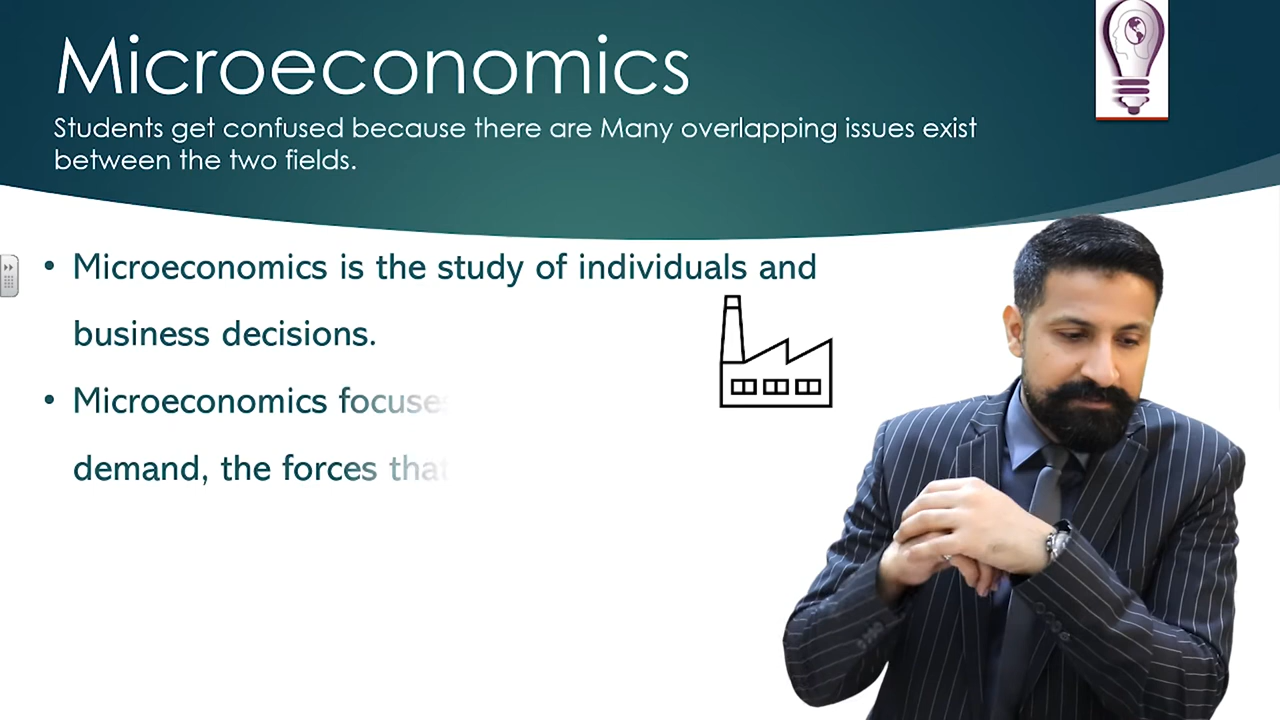 Microeconomics
Students get confused because there are Many overlapping issues exist
between the two fields.
• Microeconomics is the study of individuals and
business decisions.
• Microeconomics focuses
demand, the forces that